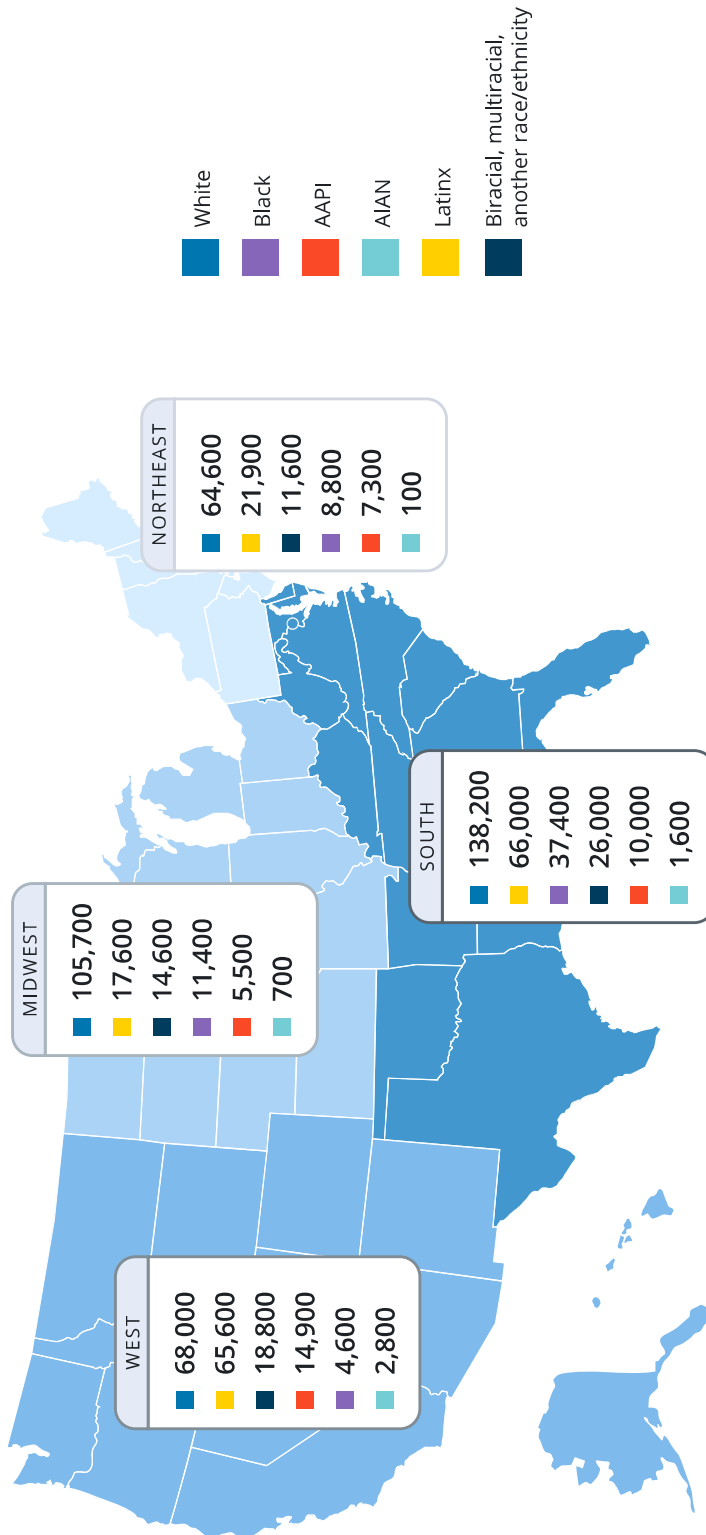 MIDWEST
105,700
17,600
14,600
11,400
5,500
700
WEST
68,000
65,600
18,800
14,900
4,600
2,800
NORTHEAST
64,600
21,900
11,600
8,800
7,300
100
SOUTH
138,200
66,000
37,400
26,000
10,000
1,600
White
Black
AAPI
AIAN
Latinx
Biracial, multiracial,
another race/ethnicity